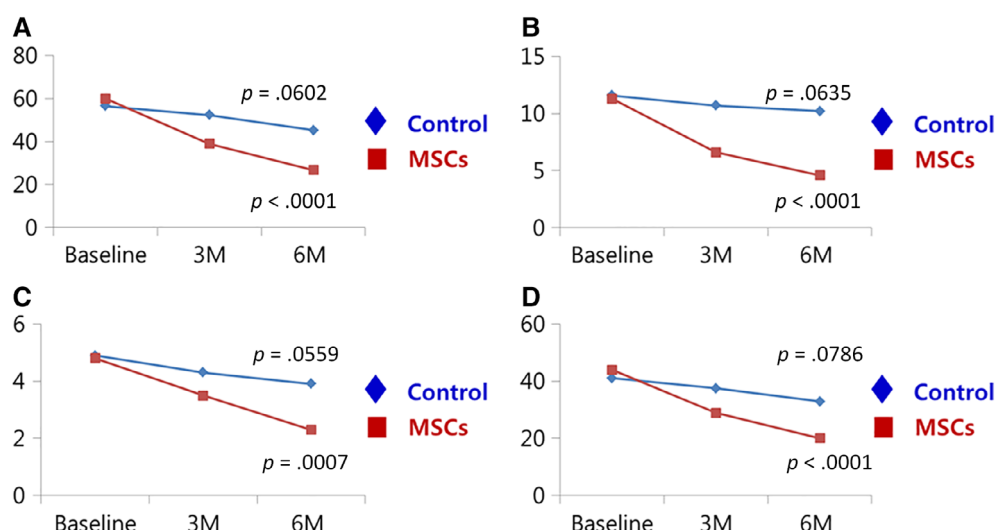 A
80
60
40
20
0
p = .0602
p < .0001
Baseline 3M 6M
Control
MSCs
B
15
10
5
0
p = .0635
p < .0001
Baseline 3M 6M
Control
MSCs
C
6
4
2
0
p = .0559
p = .0007
Baseline 3M 6M
Control
MSCs
D
60
40
20
0
p = .0786
p < .0001
Baseline 3M 6M
Control
MSCs